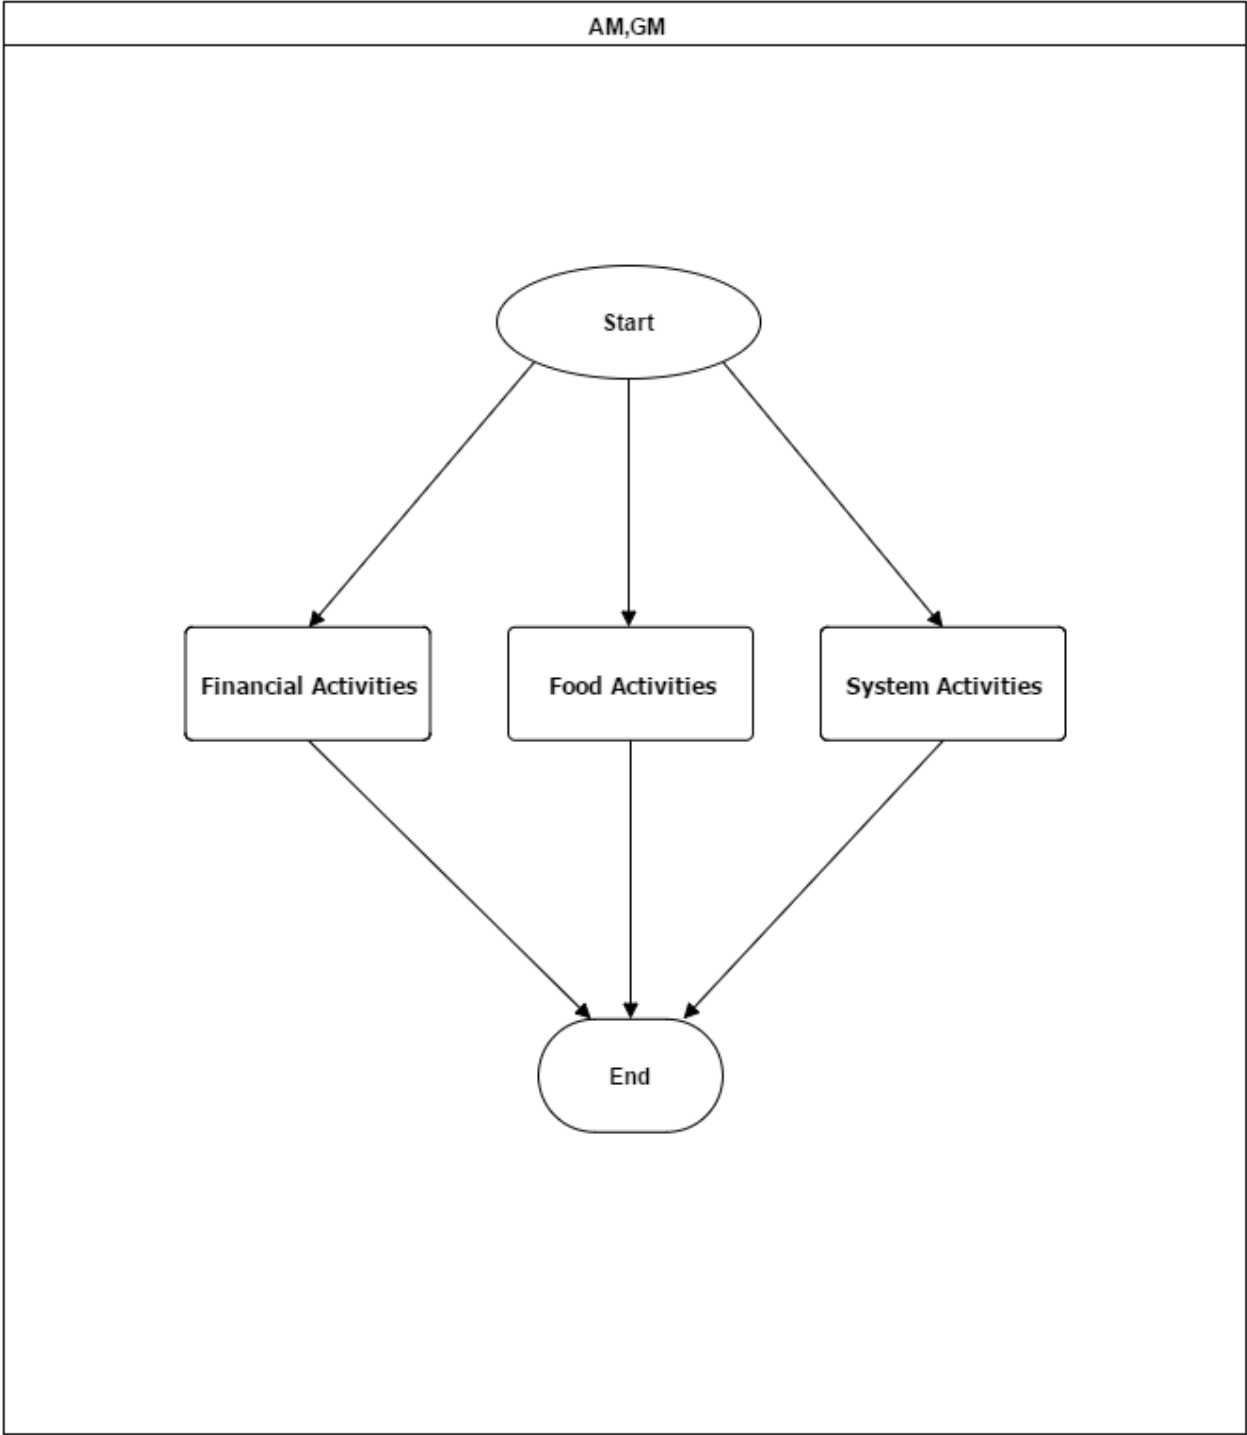 AM,GM
Start
Financial Activities
Food Activities
System Activities
End